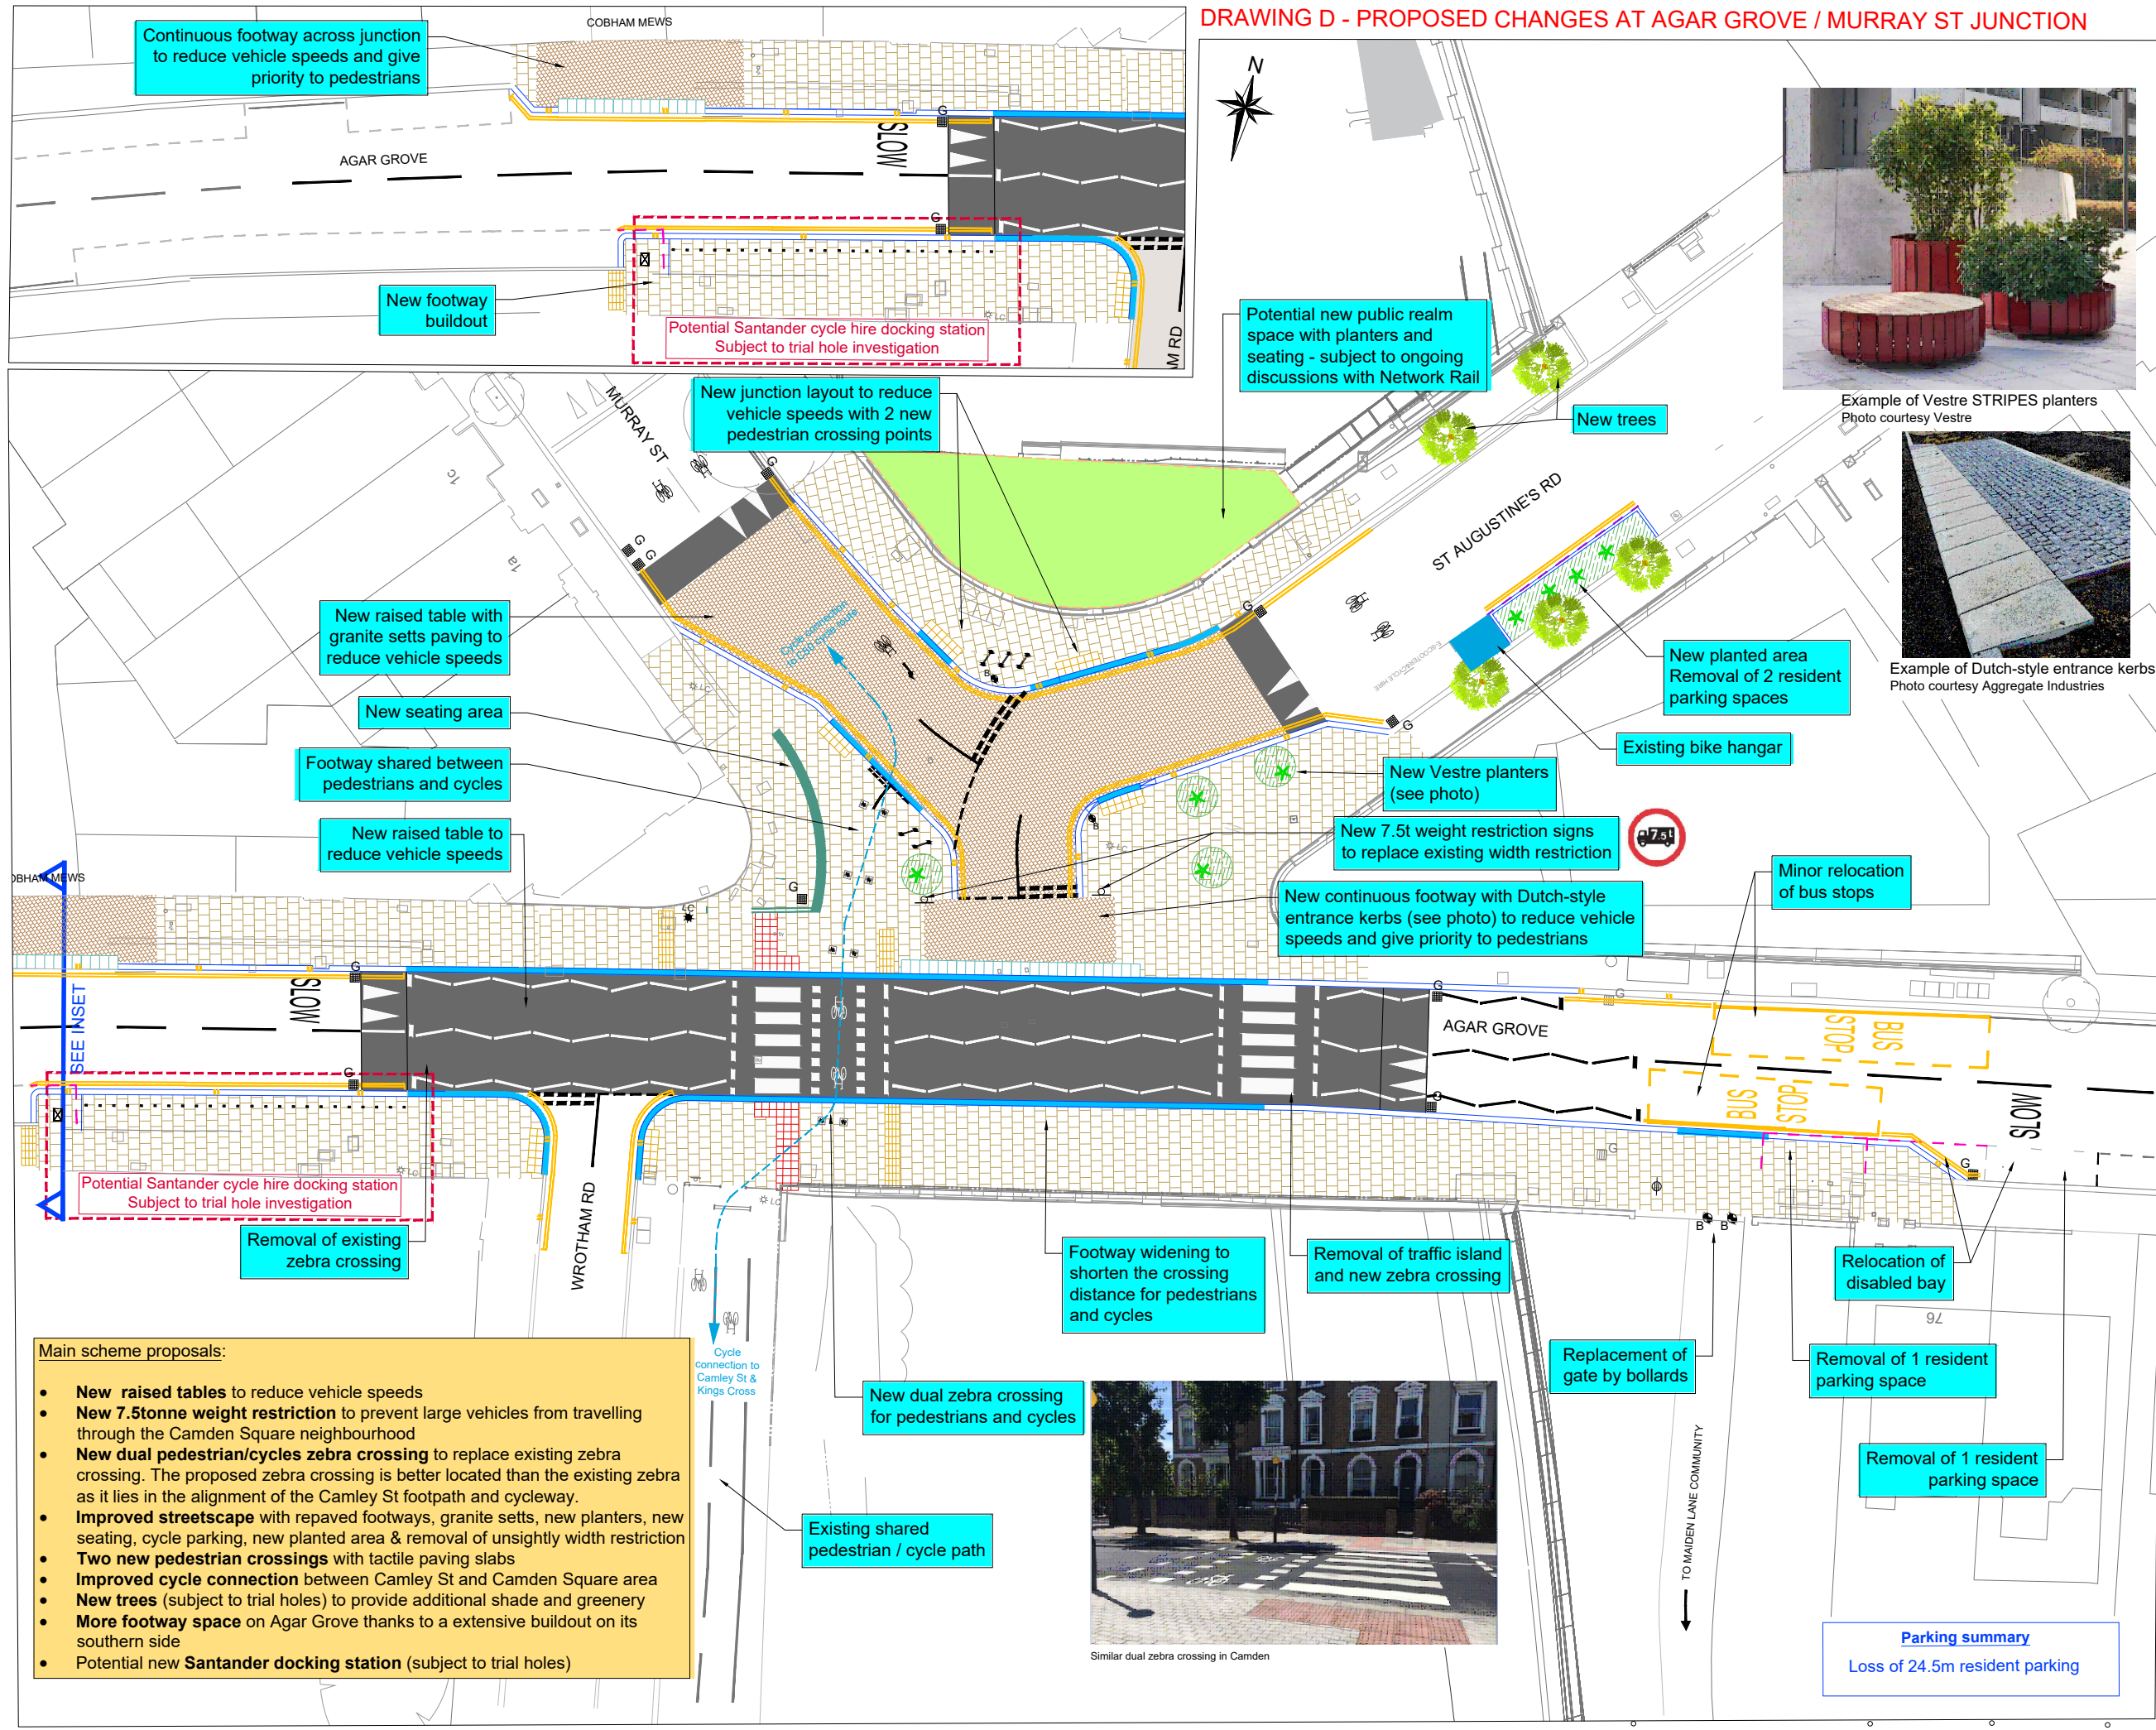 DRAWING D - PROPOSED CHANGES AT AGAR GROVE / MURRAY ST JUNCTION
COBHAM MEWS
Continuous footway across junction
to reduce vehicle speeds and give
priority to pedestrians
G
SLOW
AGAR GROVE
G
New footway
buildout
Potential Santander cycle hire docking station
Subject to trial hole investigation
LC
M RD
N
Example of Vestre STRIPES planters
Photo courtesy Vestre
Example of Dutch-style entrance kerbs
Photo courtesy Aggregate Industries
Potential new public realm
space with planters and
seating - subject to ongoing
discussions with Network Rail
New trees
MURRAY ST
New junction layout to reduce
vehicle speeds with 2 new
pedestrian crossing points
1c
1a
G
G
G
ST AUGUSTINE'S RD
G
G
B
B
New raised table with
granite setts paving to
reduce vehicle speeds
Cycle connection
to C50 cycle route
New seating area
Footway shared between
pedestrians and cycles
New raised table to
reduce vehicle speeds
New planted area
Removal of 2 resident
parking spaces
Existing bike hangar
New Vestre planters
(see photo)
New 7.5t weight restriction signs
to replace existing width restriction
7.5t
New continuous footway with Dutch-style
entrance kerbs (see photo) to reduce vehicle
speeds and give priority to pedestrians
Minor relocation
of bus stops
OBHAM MEWS
LC
LC
LC
G
G
SLOW
SEE INSET
G
G
G
G
AGAR GROVE
BUS
STOP
BUS
STOP
SLOW
G
G
G
Potential Santander cycle hire docking station
Subject to trial hole investigation
LC
LC
Removal of existing
zebra crossing
WROTHAM RD
Footway widening to
shorten the crossing
distance for pedestrians
and cycles
Removal of traffic island
and new zebra crossing
B B
Relocation of
disabled bay
76
Replacement of
gate by bollards
Removal of 1 resident
parking space
Removal of 1 resident
parking space
TO MAIDEN LANE COMMUNITY
Cycle
connection to
Camley St &
Kings Cross
New dual zebra crossing
for pedestrians and cycles
Existing shared
pedestrian / cycle path
Similar dual zebra crossing in Camden
Main scheme proposals:
• New raised tables to reduce vehicle speeds
• New 7.5tonne weight restriction to prevent large vehicles from travelling
through the Camden Square neighbourhood
• New dual pedestrian/cycles zebra crossing to replace existing zebra
crossing. The proposed zebra crossing is better located than the existing zebra
as it lies in the alignment of the Camley St footpath and cycleway.
• Improved streetscape with repaved footways, granite setts, new planters, new
seating, cycle parking, new planted area & removal of unsightly width restriction
• Two new pedestrian crossings with tactile paving slabs
• Improved cycle connection between Camley St and Camden Square area
• New trees (subject to trial holes) to provide additional shade and greenery
• More footway space on Agar Grove thanks to a extensive buildout on its
southern side
• Potential new Santander docking station (subject to trial holes)
Parking summary
Loss of 24.5m resident parking